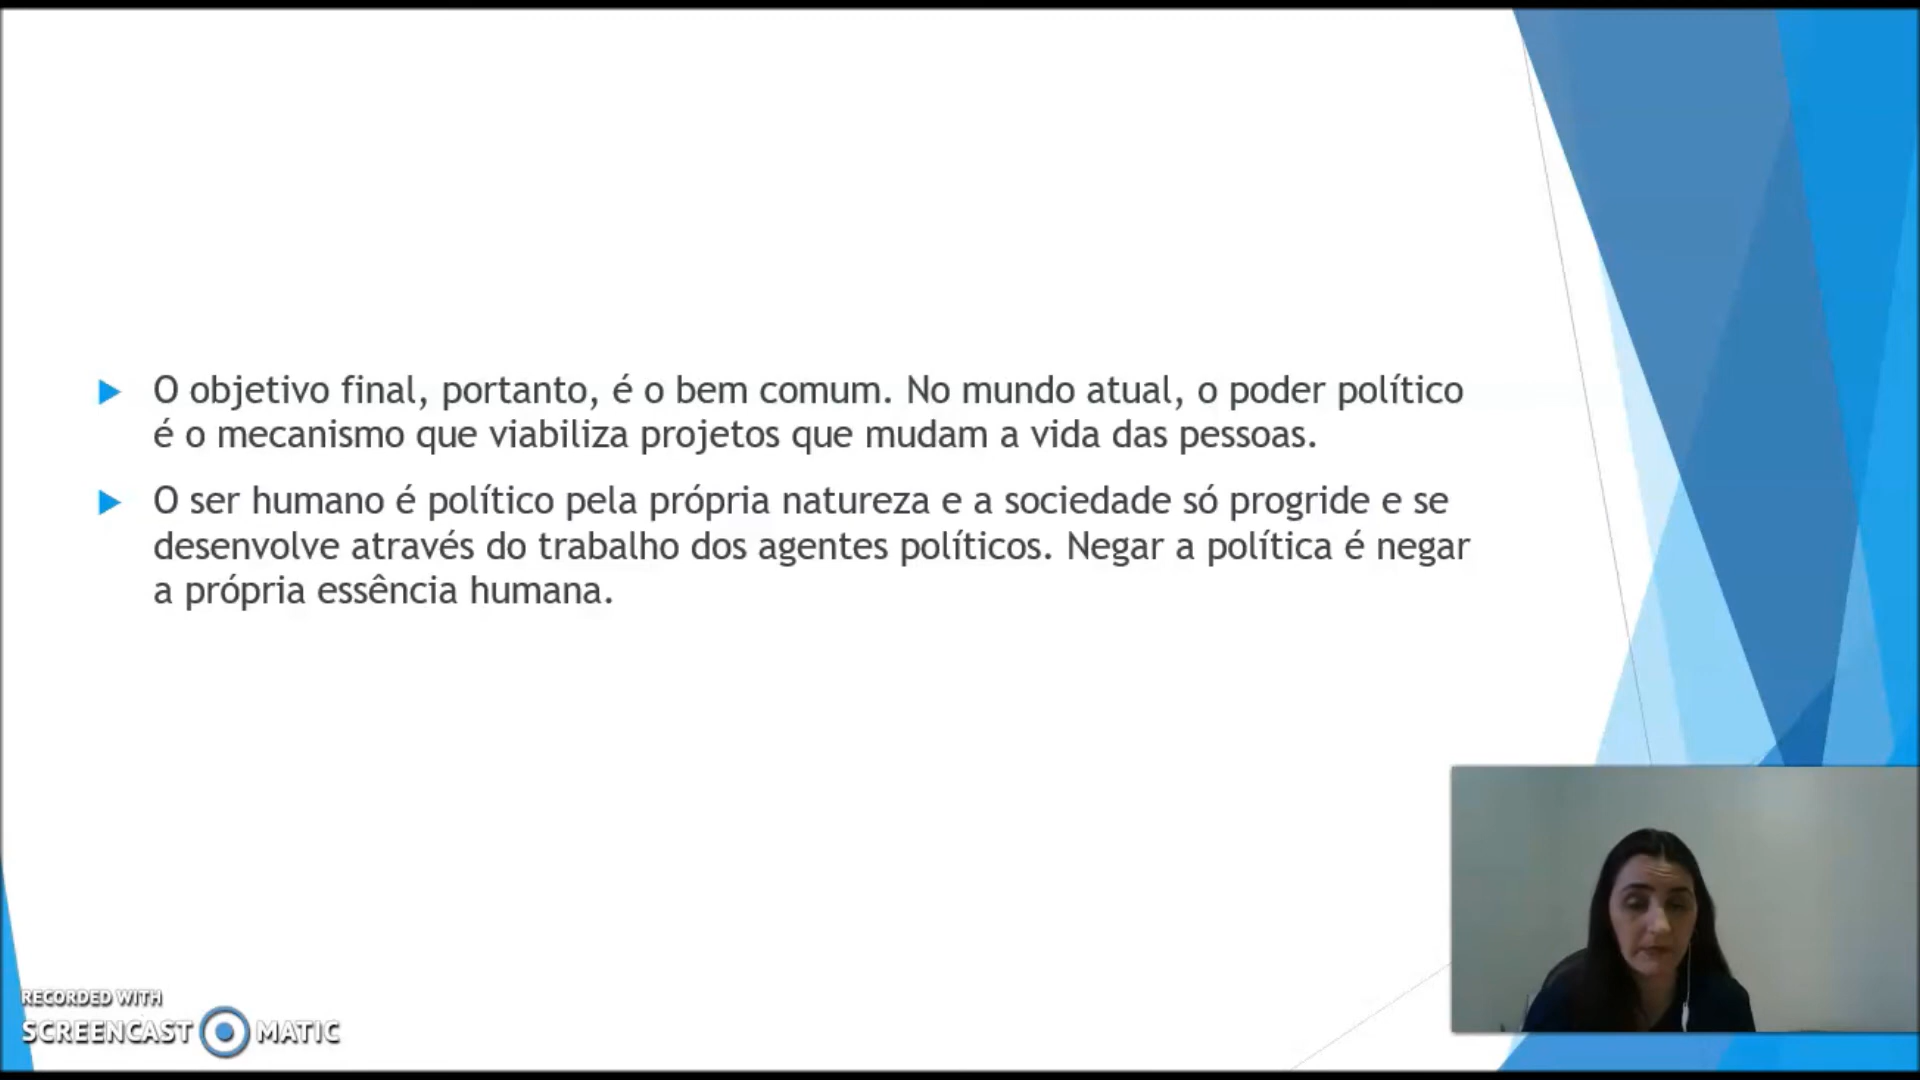 O objetivo final, portanto, é o bem comum. No mundo atual, o poder político
é o mecanismo que viabiliza projetos que mudam a vida das pessoas.
O ser humano é político pela própria natureza e a sociedade só progride e se
desenvolve através do trabalho dos agentes políticos. Negar a política é negar
a própria essência humana.
RECORDED WITH
SCREENCAST MATIC